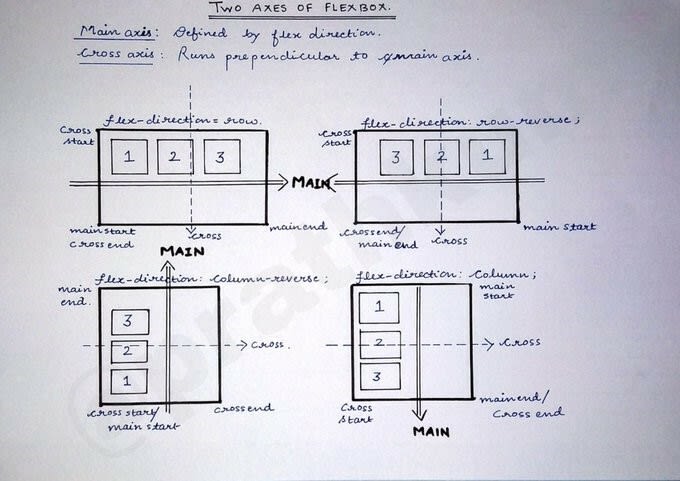 TWO AXES OF FLEXBOX.
Main axis: Defined by flex direction.
Cross axis: Runs prependicular to main axis.
flex-direction = row.
Cross start
1 2 3
MAIN
main start
cross end
cross
main end
flex-direction: row-reverse;
Cross start
3 2 1
cross end/
main end
cross
main start
MAIN
flex-direction: Column-reverse;
main end.
3
2
1
cross.
cross start/
main start
cross end
flex-direction: Column;
main start
1
2
3
cross
Cross start
main end/
Cross end
MAIN